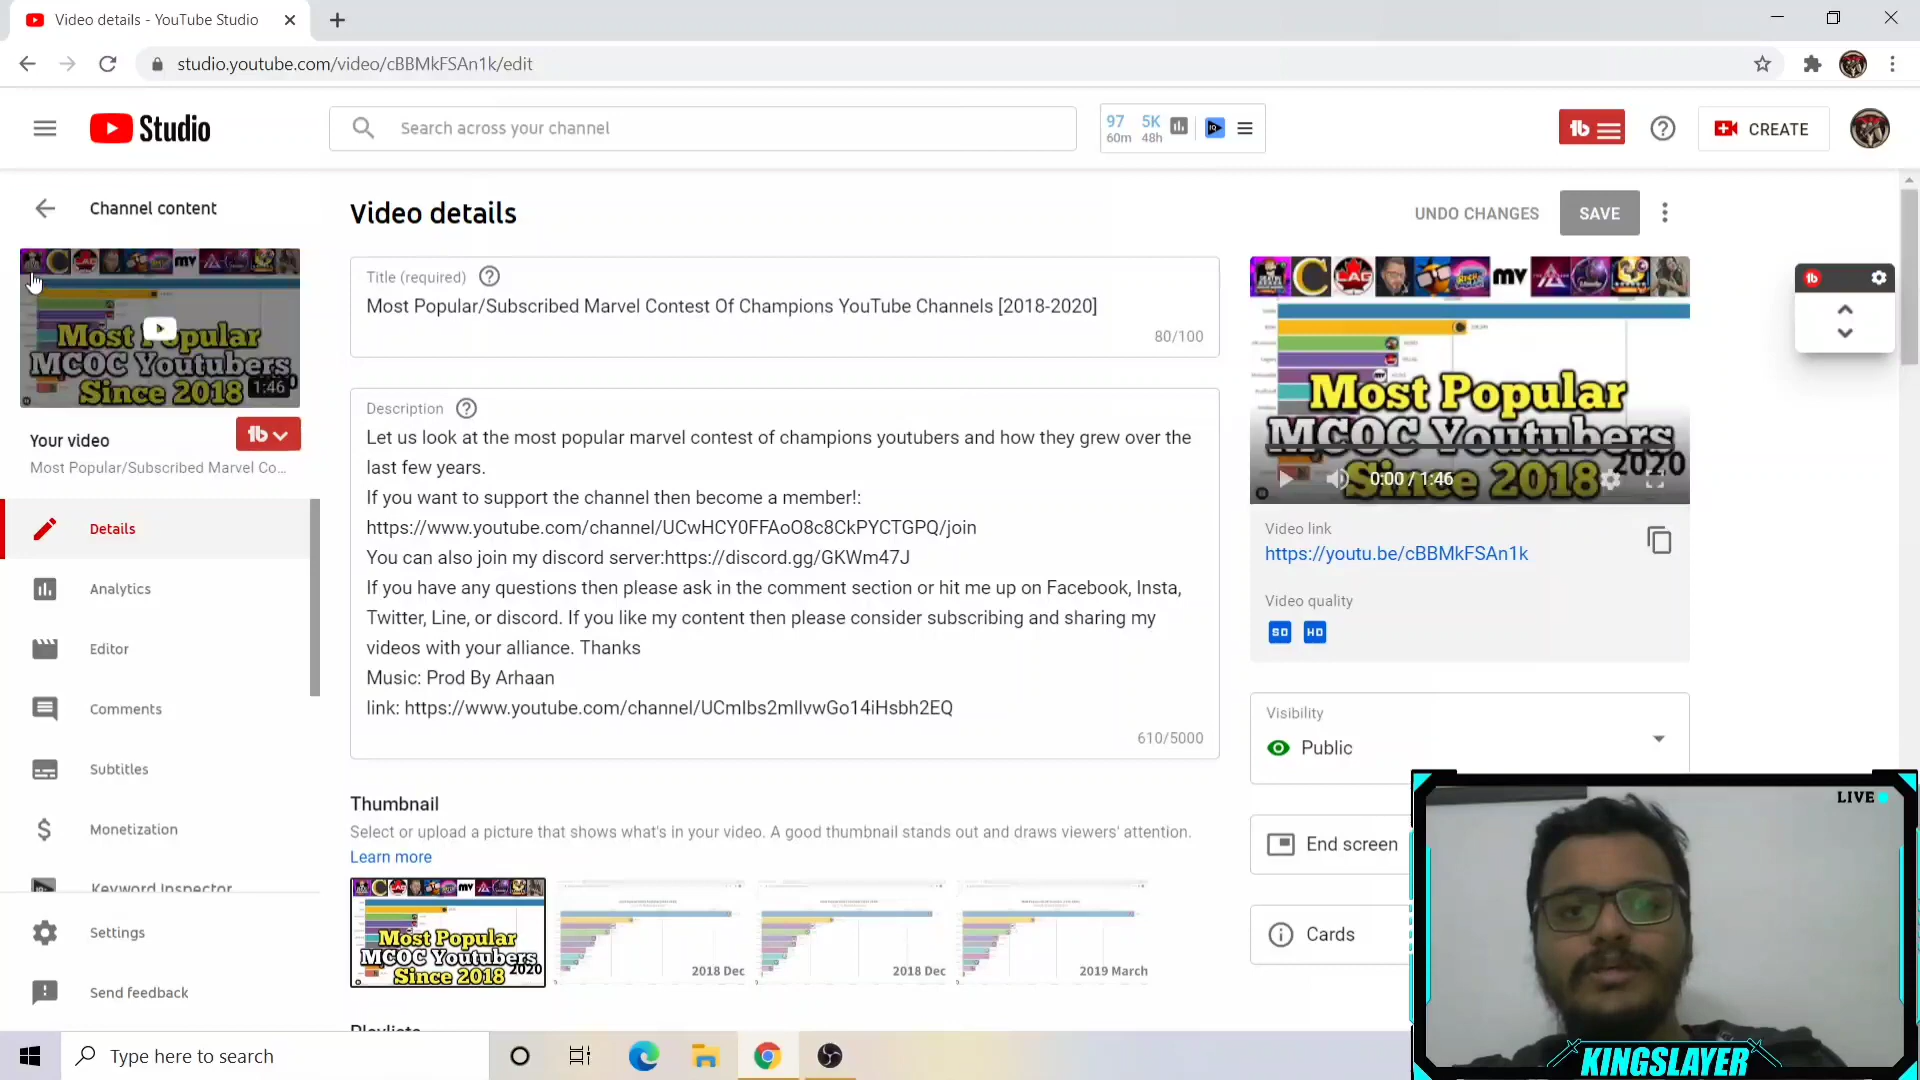 Video details - YouTube Studio
studio.youtube.com/video/cBBMkFSAn1k/edit
Studio
Search across your channel
97 5K
60m 48h
CREATE
Channel content
Video details
UNDO CHANGES
SAVE
Most Popular
MCOC Youtubers
Since 2018
1:46
Your video
Most Popular/Subscribed Marvel Co...
Title (required)
Most Popular/Subscribed Marvel Contest Of Champions YouTube Channels [2018-2020]
80/100
Description
Let us look at the most popular marvel contest of champions youtubers and how they grew over the
last few years.
If you want to support the channel then become a member!:
https://www.youtube.com/channel/UCwHCY0FFAoO8c8CkPYCTGPQ/join
You can also join my discord server:https://discord.gg/GKWm47J
If you have any questions then please ask in the comment section or hit me up on Facebook, Insta,
Twitter, Line, or discord. If you like my content then please consider subscribing and sharing my
videos with your alliance. Thanks
Music: Prod By Arhaan
link: https://www.youtube.com/channel/UCmIbs2mlIvwGo14iHsbh2EQ
610/5000
Details
Analytics
Editor
Comments
Subtitles
Monetization
Keyword Inspector
Settings
Send feedback
Thumbnail
Select or upload a picture that shows what's in your video. A good thumbnail stands out and draws viewers' attention.
Learn more
Most Popular
MCOC Youtubers
Since 2018
2020
2018 Dec
2018 Dec
2019 March
Playlists
mv
Most Popular
MCOC Youtubers
Since 2018
2020
0:00 / 1:46
Video link
https://youtu.be/cBBMkFSAn1k
Video quality
SD HD
Visibility
Public
End screen
Cards
LIVE
KINGSLAYER
Type here to search